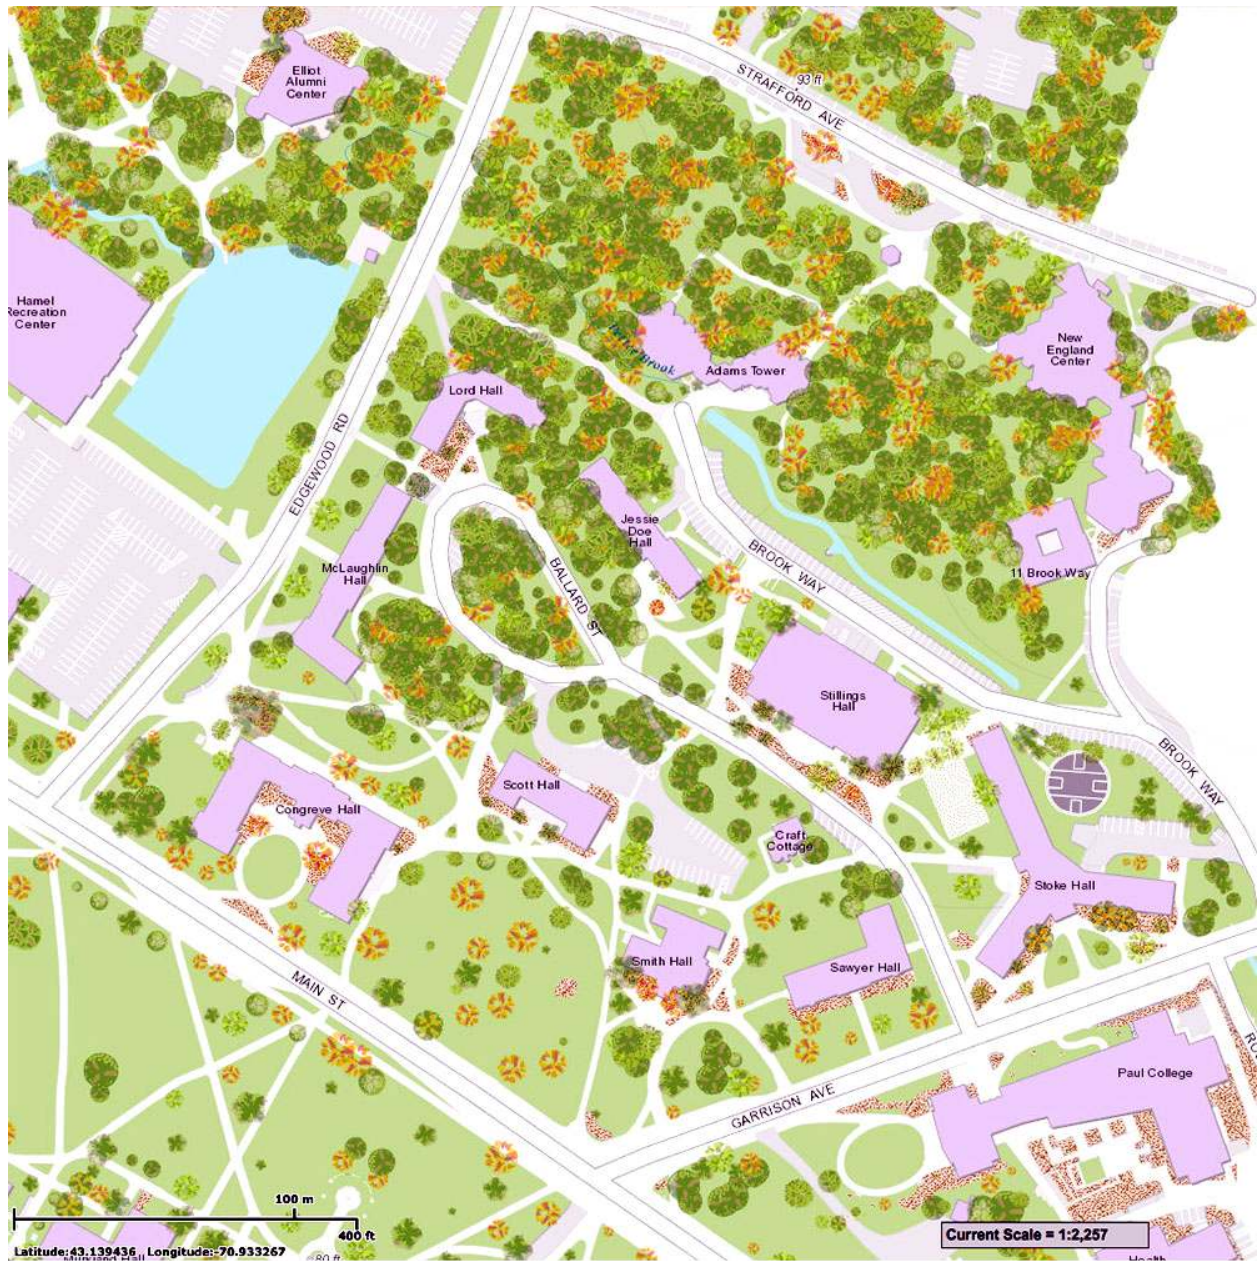 Elliot
Alumni
Center
93 ft
STRAFFORD AVE
Hamel
Recreation
Center
New
England
Center
Adams Tower
Lord Hall
EDGEWOOD RD
Jessie
Doe
Hall
McLaughlin
Hall
BALLARD ST
BROOK WAY
11 Brook Way
Stillings
Hall
BROOK WAY
Scott Hall
Congreve Hall
Craft
Cottage
Stoke Hall
Smith Hall
Sawyer Hall
MAIN ST
Paul College
GARRISON AVE
100 m
400 ft
Current Scale = 1:2,257
Latitude:43.139436 Longitude:-70.933267
80 ft
Health